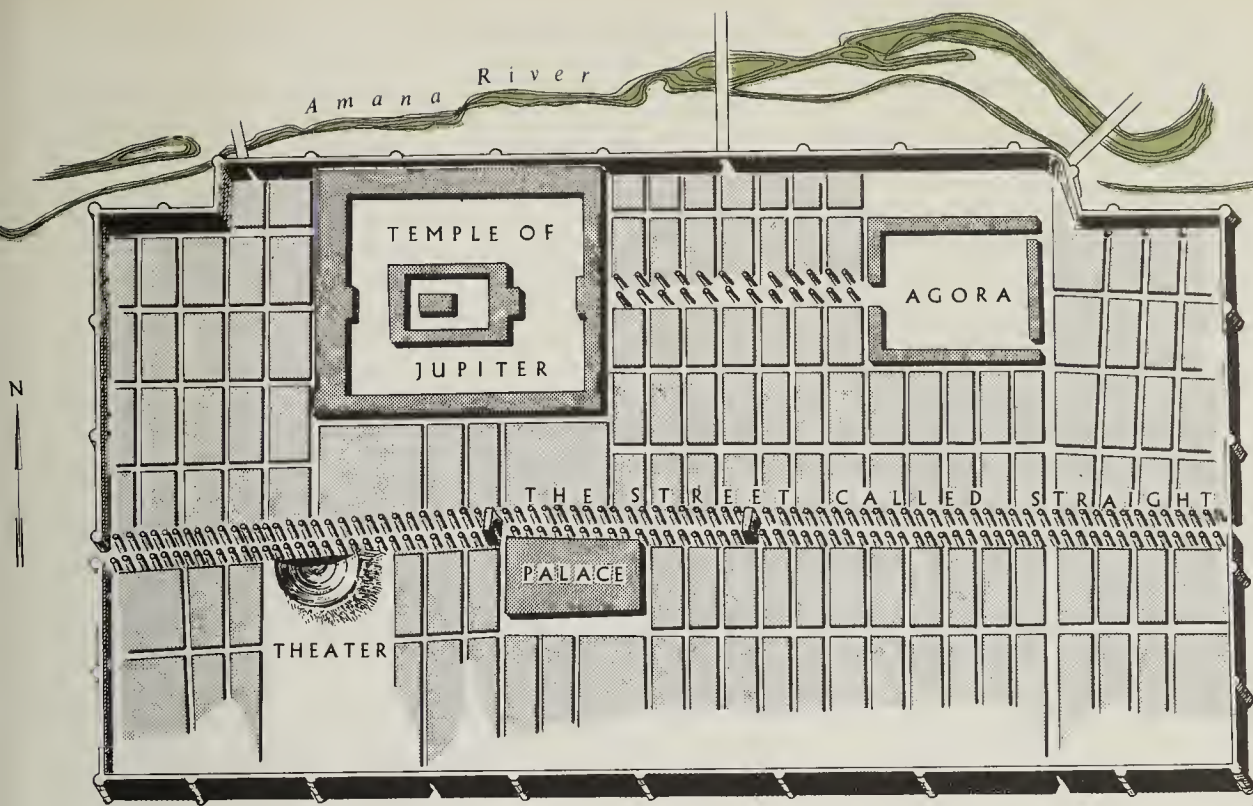 Amana River
N
TEMPLE OF
JUPITER
AGORA
THE STREET CALLED STRAIGHT
PALACE
THEATER